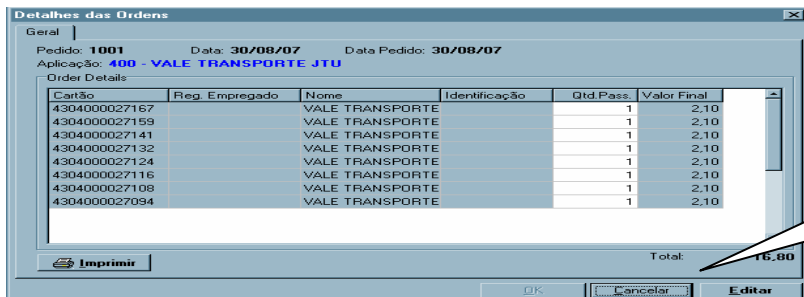 Detalhes das Ordens
Geral
Pedido: 1001 Data: 30/08/07 Data Pedido: 30/08/07
Aplicação: 400 - VALE TRANSPORTE JTU
Order Details
Cartão Reg. Empregado Nome Identificação Qtd.Pass. Valor Final
4304000027167 VALE TRANSPORTE 1 2,10
4304000027159 VALE TRANSPORTE 1 2,10
4304000027141 VALE TRANSPORTE 1 2,10
4304000027132 VALE TRANSPORTE 1 2,10
4304000027124 VALE TRANSPORTE 1 2,10
4304000027116 VALE TRANSPORTE 1 2,10
4304000027108 VALE TRANSPORTE 1 2,10
4304000027094 VALE TRANSPORTE 1 2,10
Total: 16,80
Imprimir
OK Cancelar Editar